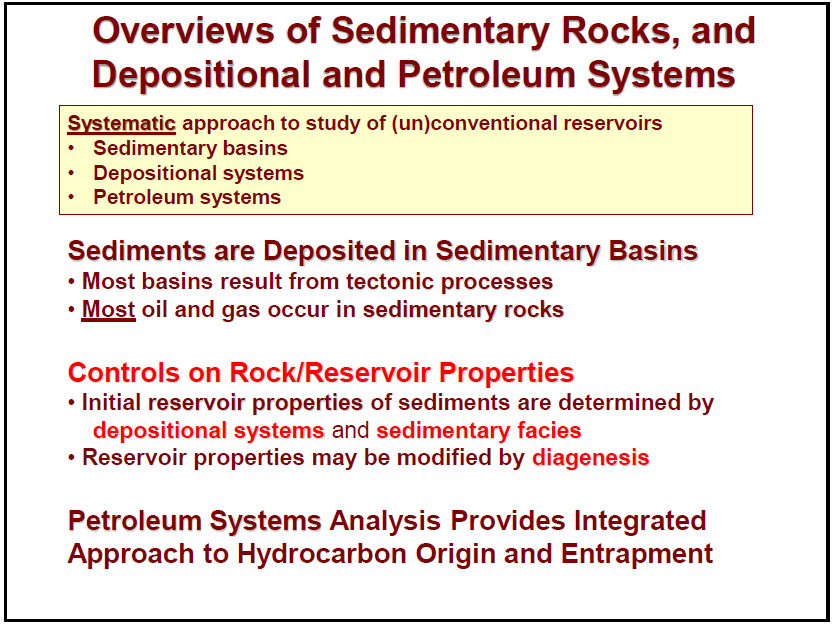 Overviews of Sedimentary Rocks, and
Depositional and Petroleum Systems
Systematic approach to study of (un)conventional reservoirs
• Sedimentary basins
• Depositional systems
• Petroleum systems
Sediments are Deposited in Sedimentary Basins
• Most basins result from tectonic processes
• Most oil and gas occur in sedimentary rocks
Controls on Rock/Reservoir Properties
• Initial reservoir properties of sediments are determined by
depositional systems and sedimentary facies
• Reservoir properties may be modified by diagenesis
Petroleum Systems Analysis Provides Integrated
Approach to Hydrocarbon Origin and Entrapment